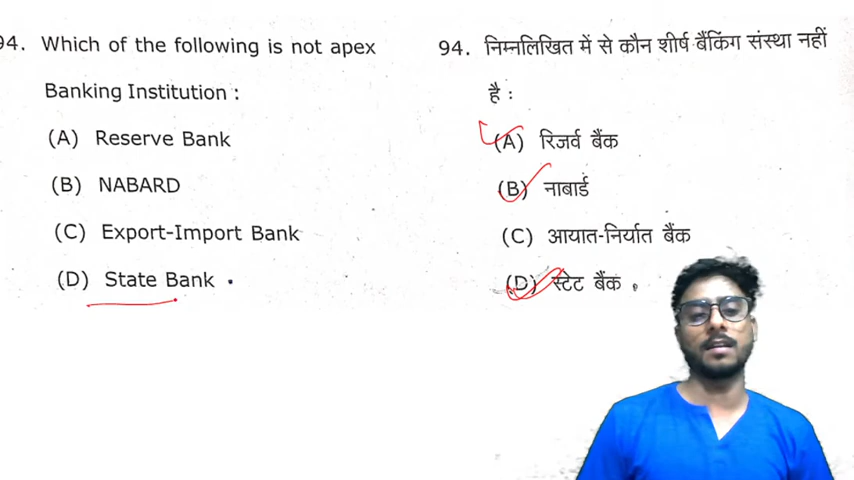 94. Which of the following is not apex
Banking Institution :
(A) Reserve Bank
(B) NABARD
(C) Export-Import Bank
(D) State Bank
94. निम्नलिखित में से कौन शीर्ष बैंकिंग संस्था नहीं
है :
(A) रिजर्व बैंक
(B) नाबार्ड
(C) आयात-निर्यात बैंक
(D) स्टेट बैंक